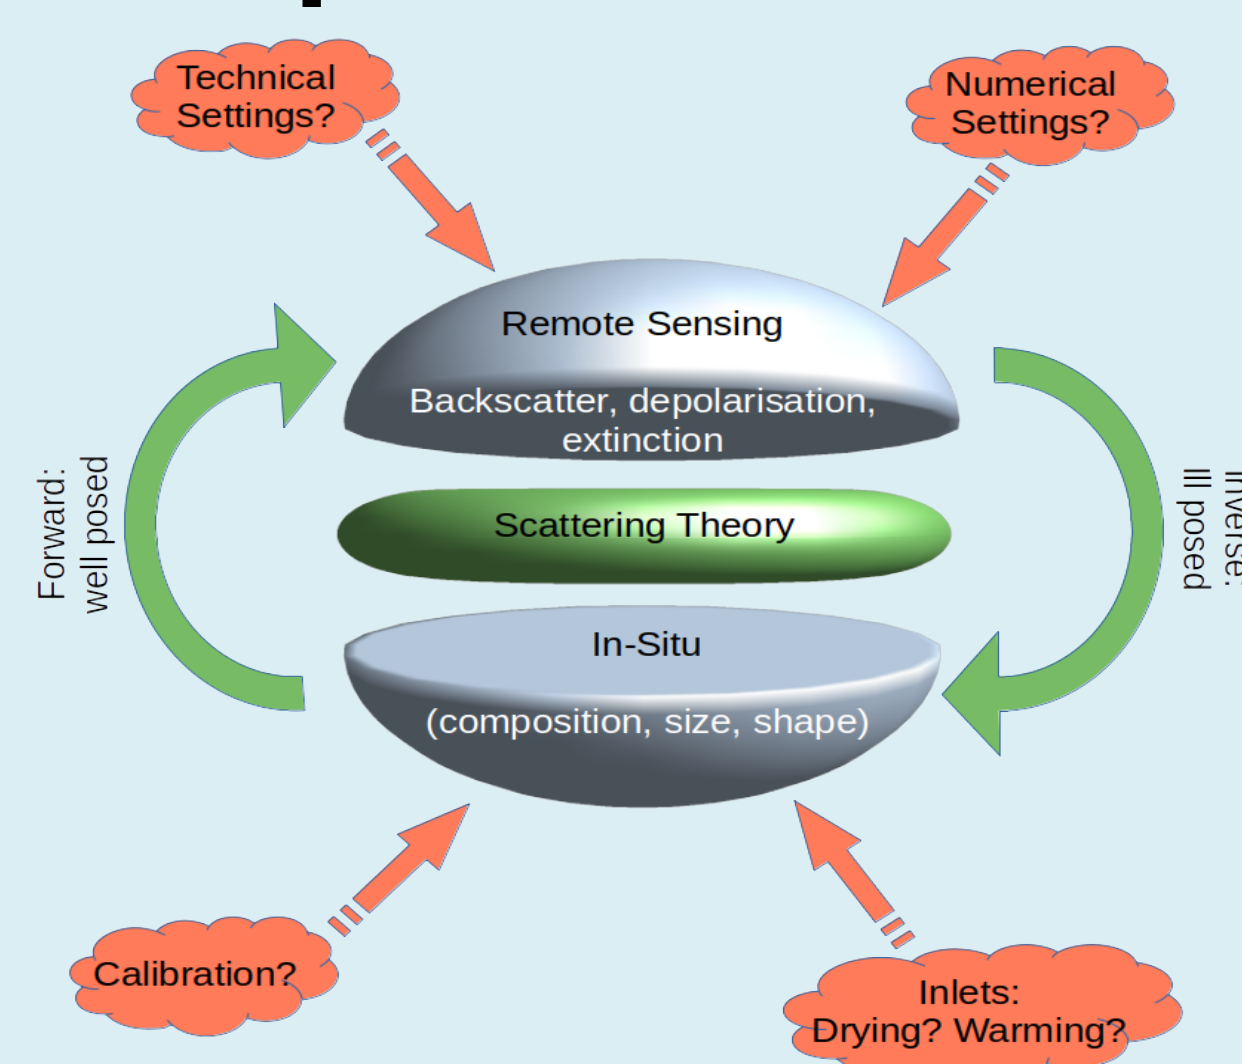 Technical
Settings?
Numerical
Settings?
Remote Sensing
Backscatter, depolarisation,
extinction
Forward:
well posed
Inverse:
Ill posed
Scattering Theory
In-Situ
(composition, size, shape)
Calibration?
Inlets:
Drying? Warming?